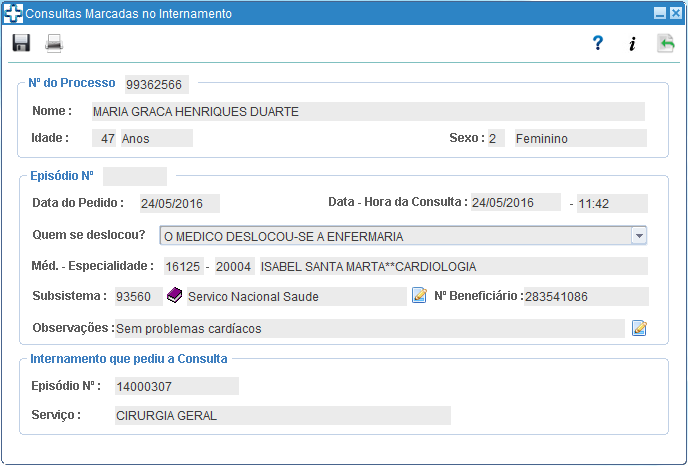 Consultas Marcadas no Internamento
Nº do Processo 99362566
Nome : MARIA GRACA HENRIQUES DUARTE
Idade : 47 Anos Sexo : 2 Feminino
Episódio Nº
Data do Pedido : 24/05/2016 Data - Hora da Consulta : 24/05/2016 - 11:42
Quem se deslocou? O MEDICO DESLOCOU-SE A ENFERMARIA
Méd. - Especialidade : 16125 - 20004 ISABEL SANTA MARTA**CARDIOLOGIA
Subsistema : 93560 Servico Nacional Saude Nº Beneficiário : 283541086
Observações : Sem problemas cardíacos
Internamento que pediu a Consulta
Episódio Nº : 14000307
Serviço : CIRURGIA GERAL